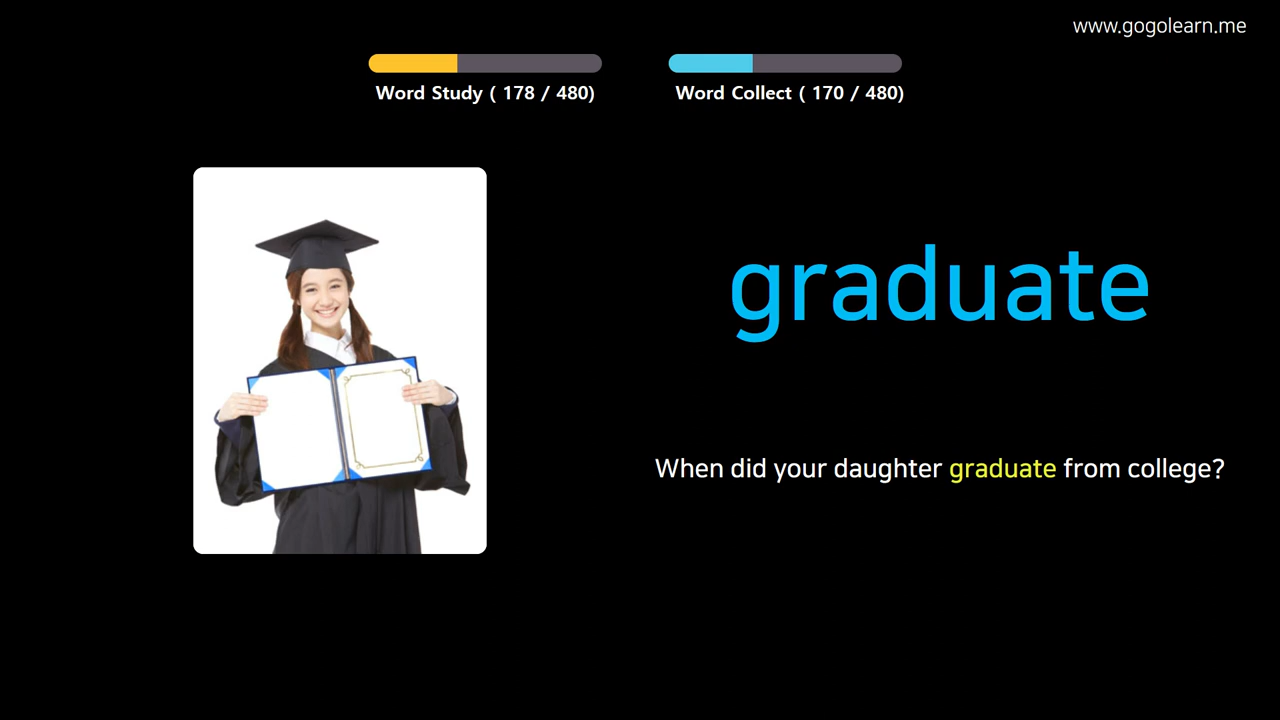 www.gogolearn.me
Word Study ( 178 / 480)
Word Collect ( 170 / 480)
graduate
When did your daughter graduate from college?